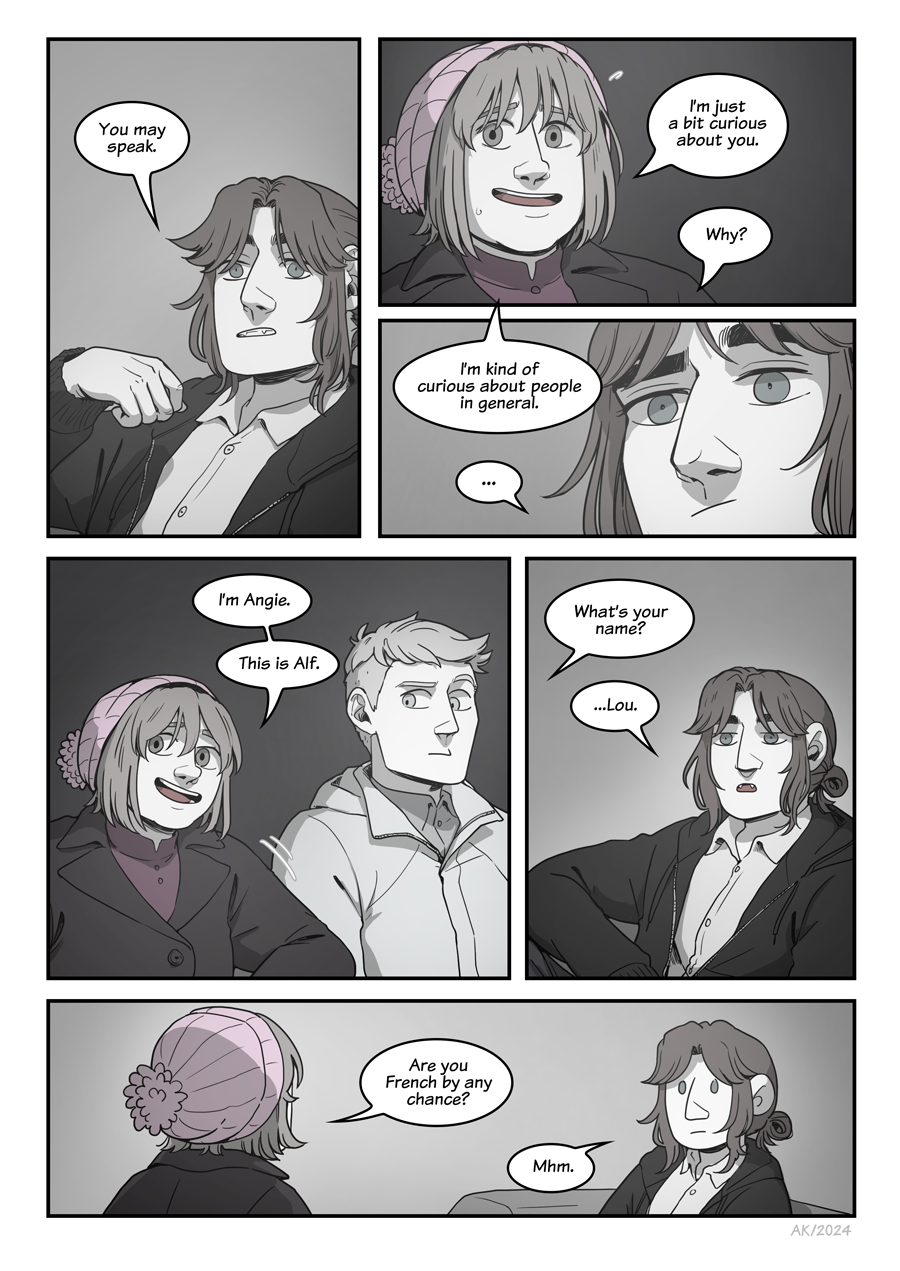 You may
speak.
I'm just
a bit curious
about you.
Why?
I'm kind of
curious about people
in general.
...
I'm Angie.
This is Alf.
What's your
name?
...Lou.
Are you
French by any
chance?
Mhm.
AK/2024